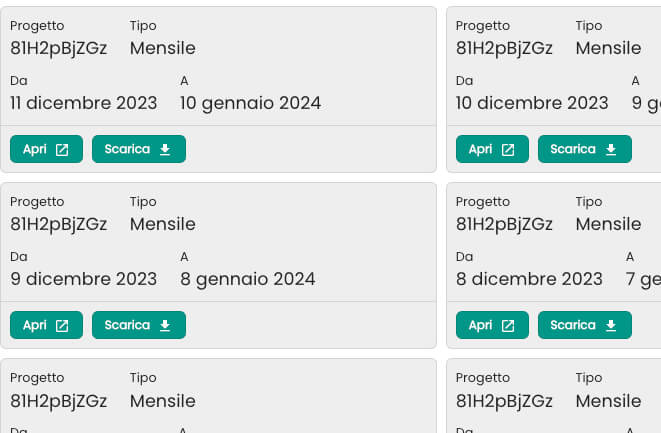 Progetto Tipo
81H2pBjZGz Mensile
Da A
11 dicembre 2023 10 gennaio 2024
Apri Scarica
Progetto Tipo
81H2pBjZGz Mensile
Da A
10 dicembre 2023 9
Apri Scarica
Progetto Tipo
81H2pBjZGz Mensile
Da A
9 dicembre 2023 8 gennaio 2024
Apri Scarica
Progetto Tipo
81H2pBjZGz Mensile
Da A
8 dicembre 2023 7
Apri Scarica
Progetto Tipo
81H2pBjZGz Mensile
Da A
Progetto Tipo
81H2pBjZGz Mensile
Da A